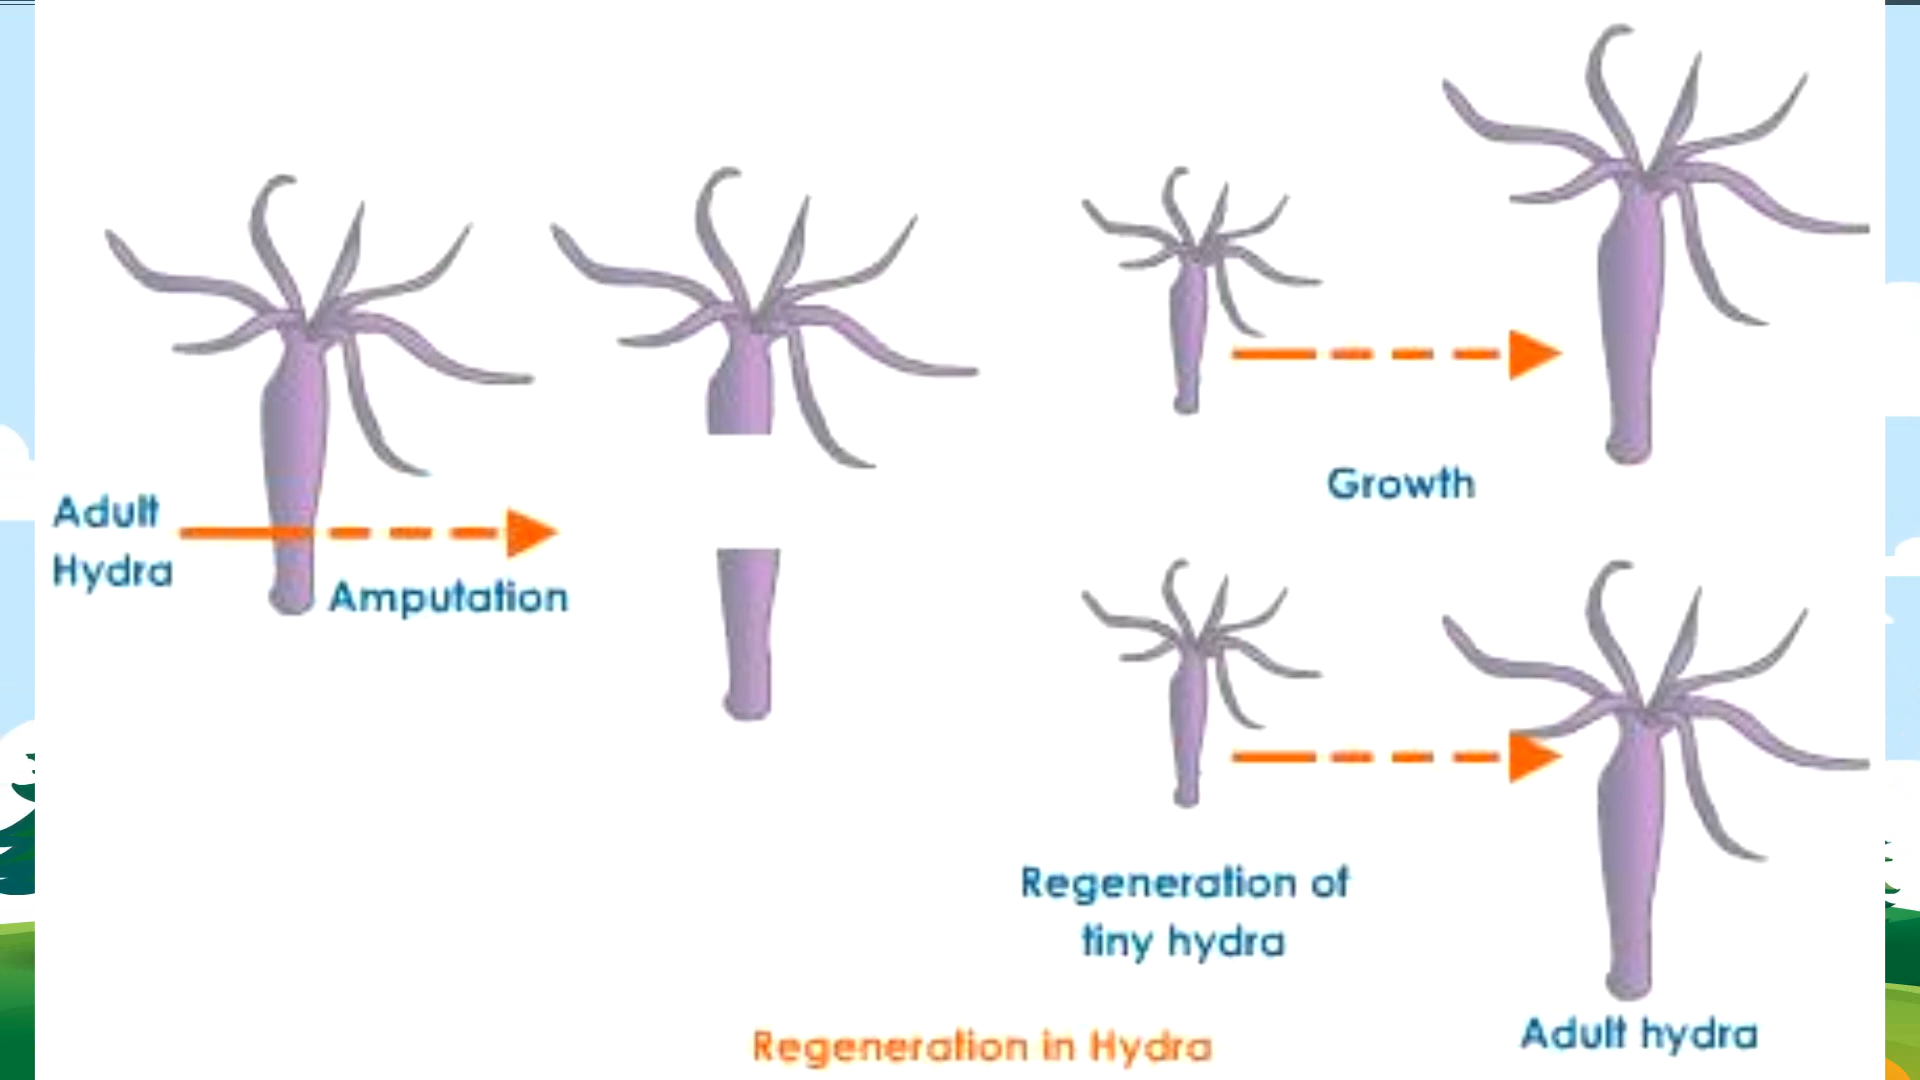 Adult
Hydra
Amputation
Growth
Regeneration of
tiny hydra
Adult hydra
Regeneration in Hydra